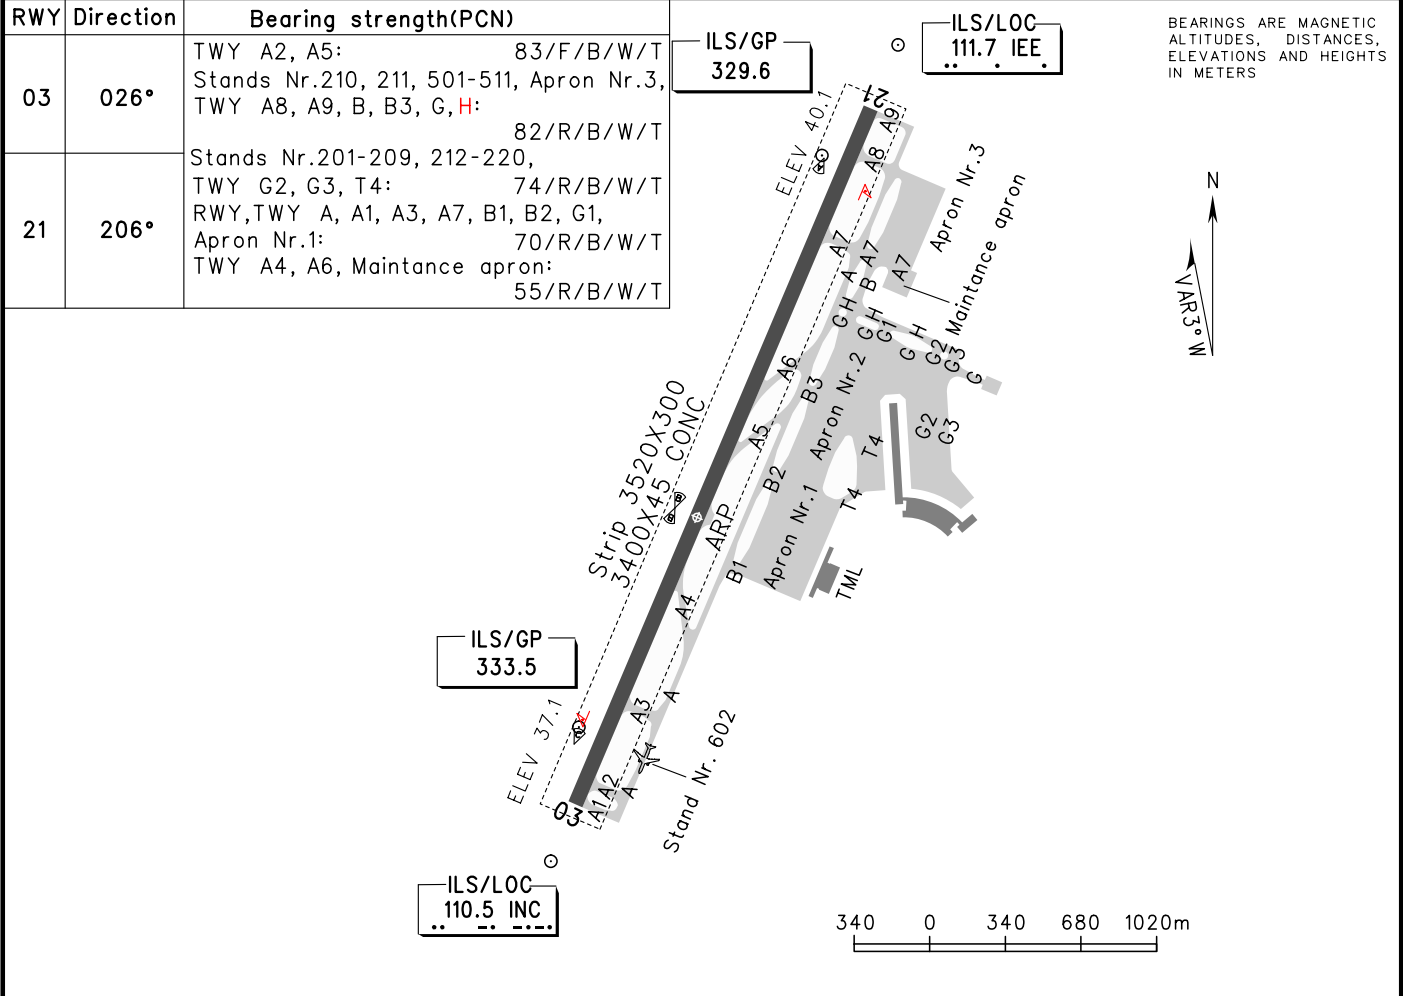 RWY Direction Bearing strength(PCN)
03 026°
21 206°
TWY A2, A5: 83/F/B/W/T
Stands Nr.210, 211, 501-511, Apron Nr.3,
TWY A8, A9, B, B3, G, H:
82/R/B/W/T
Stands Nr.201-209, 212-220,
TWY G2, G3, T4: 74/R/B/W/T
RWY,TWY A, A1, A3, A7, B1, B2, G1,
Apron Nr.1: 70/R/B/W/T
TWY A4, A6, Maintance apron:
55/R/B/W/T
ILS/GP
329.6
ILS/LOC
111.7 IEE
BEARINGS ARE MAGNETIC
ALTITUDES, DISTANCES,
ELEVATIONS AND HEIGHTS
IN METERS
N
VAR3° W
21
ELEV 40.1
A9
A8
Apron Nr.3
Maintance apron
A7
A
A7
B
A7
G H
G H
G1
G H
G2
G3
G
A6
B3
Apron Nr.2
A5
T4
G2
G3
B2
Apron Nr.1
T4
Strip 3520X300
3400X45 CONC
ARP
B1
TML
A4
ILS/GP
333.5
A3
A
ELEV 37.1
Stand Nr. 602
A1
A2
A
03
ILS/LOC
110.5 INC
340 0 340 680 1020m